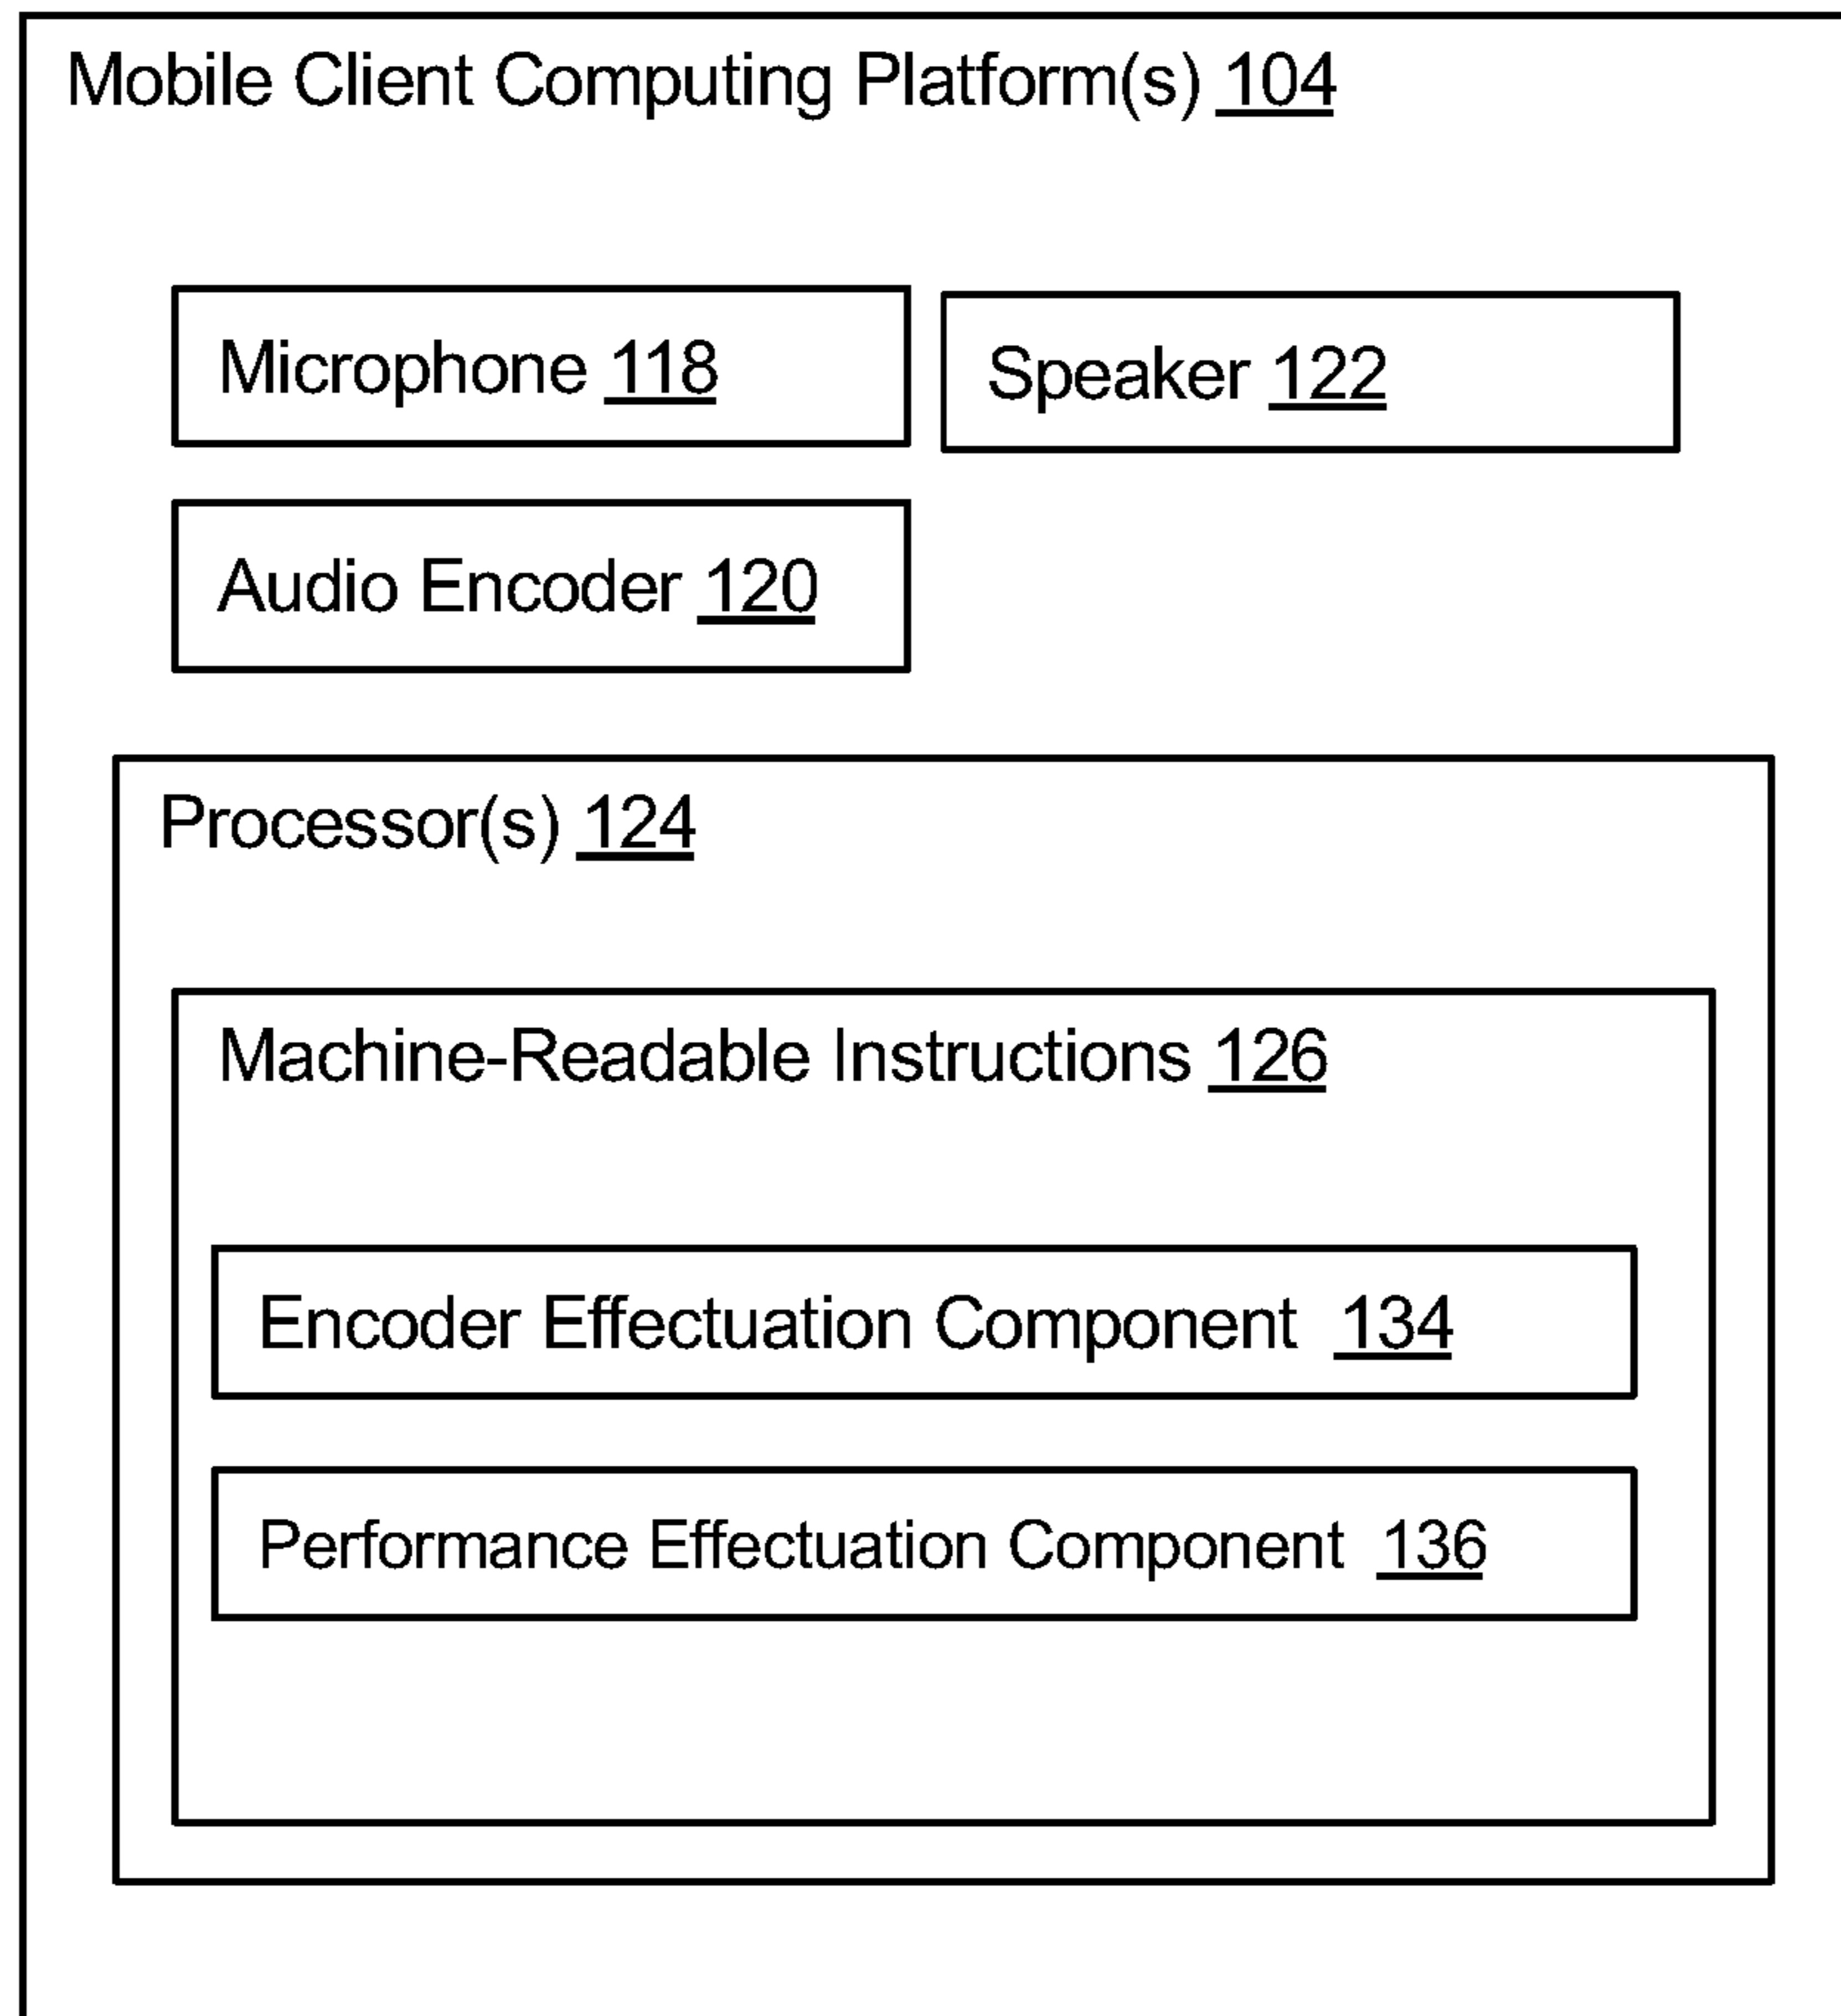 Mobile Client Computing Platform(s) 104
Microphone 118
Speaker 122
Audio Encoder 120
Processor(s) 124
Machine-Readable Instructions 126
Encoder Effectuation Component 134
Performance Effectuation Component 136